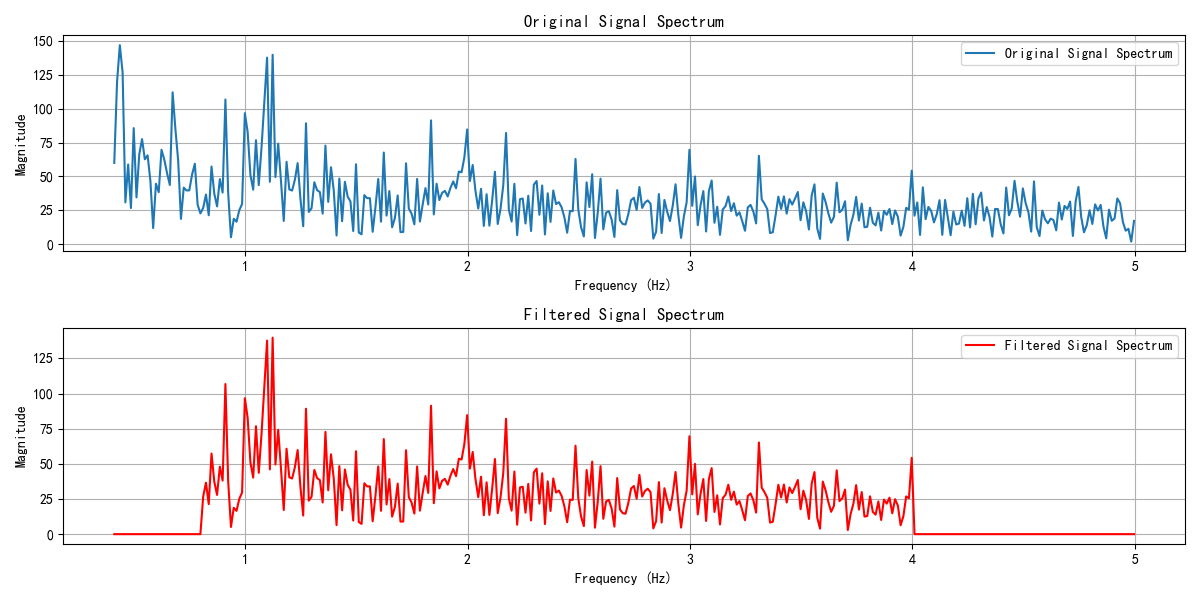 Original Signal Spectrum
Original Signal Spectrum
Magnitude
150
125
100
75
50
25
0
1
2
3
4
5
Frequency (Hz)
Filtered Signal Spectrum
Filtered Signal Spectrum
Magnitude
125
100
75
50
25
0
1
2
3
4
5
Frequency (Hz)